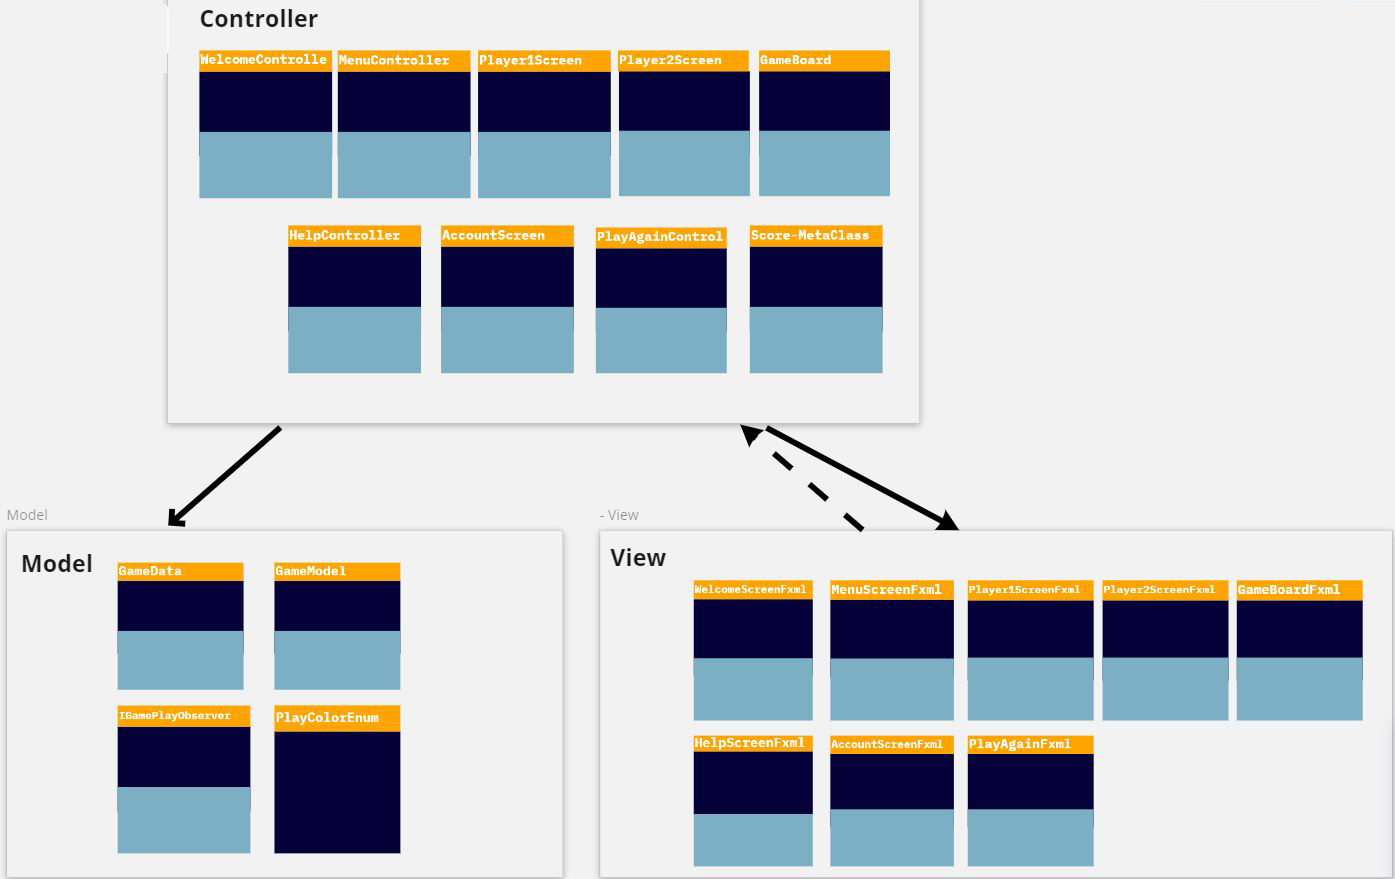 Controller
WelcomeControlle
MenuController
Player1Screen
Player2Screen
GameBoard
HelpController
AccountScreen
PlayAgainControl
Score-MetaClass
Model
Model
GameData
GameModel
IGamePlayObserver
PlayColorEnum
- View
View
WelcomeScreenFxml
MenuScreenFxml
Player1ScreenFxml
Player2ScreenFxml
GameBoardFxml
HelpScreenFxml
AccountScreenFxml
PlayAgainFxml